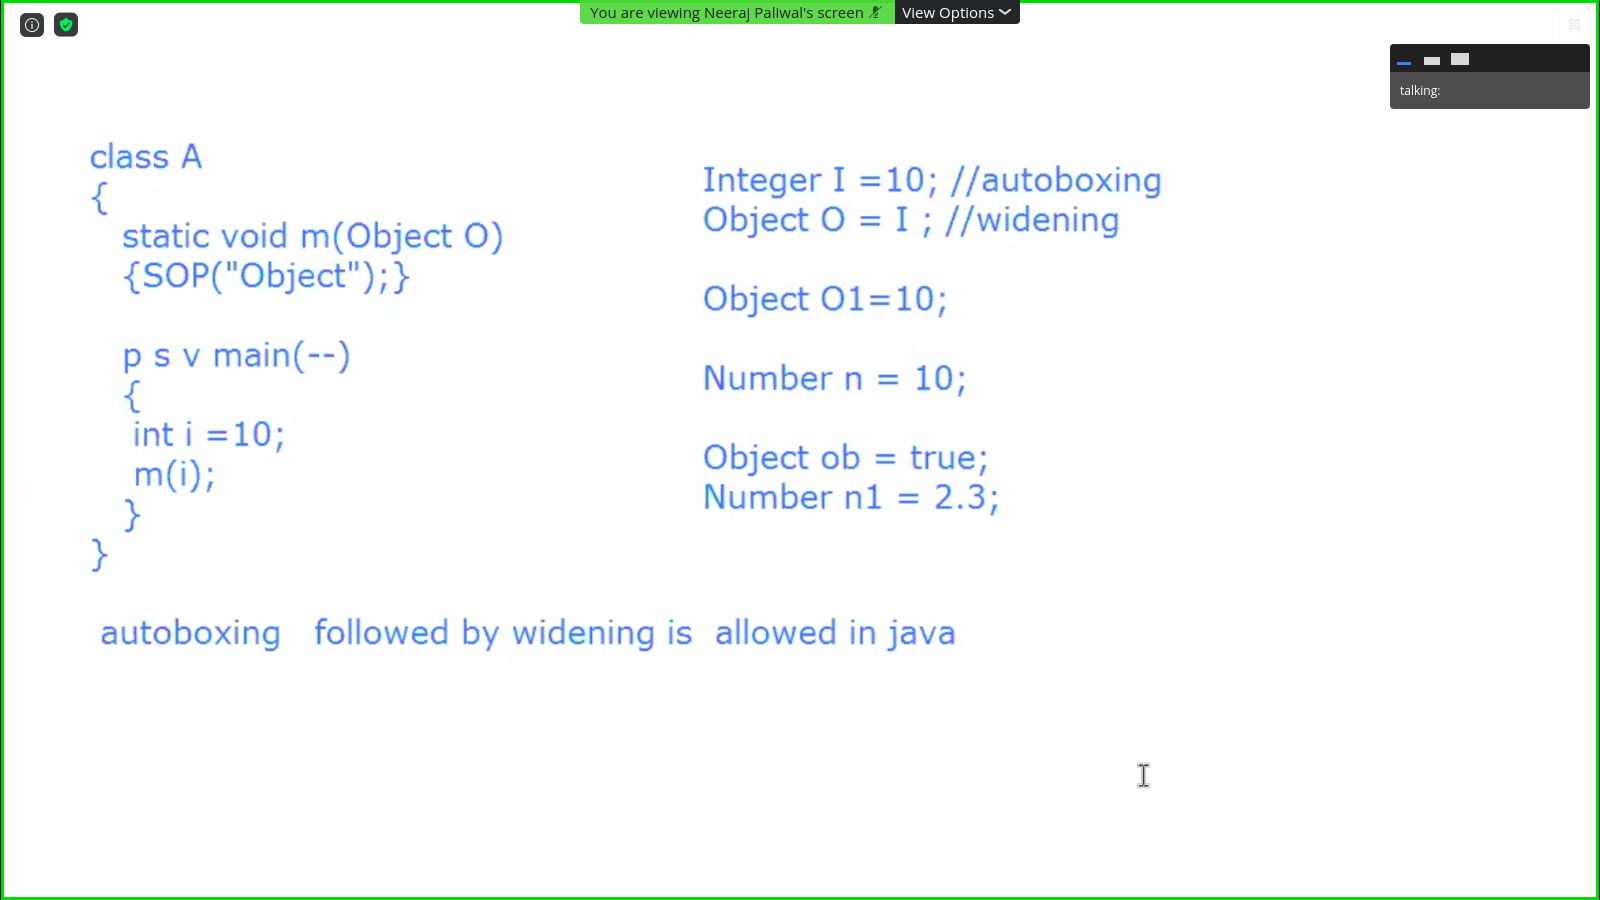 You are viewing Neeraj Paliwal's screen View Options
talking:
class A
{
static void m(Object O)
{SOP("Object");}
p s v main(--)
{
int i =10;
m(i);
}
}
Integer I =10; //autoboxing
Object O = I ; //widening
Object O1=10;
Number n = 10;
Object ob = true;
Number n1 = 2.3;
autoboxing followed by widening is allowed in java